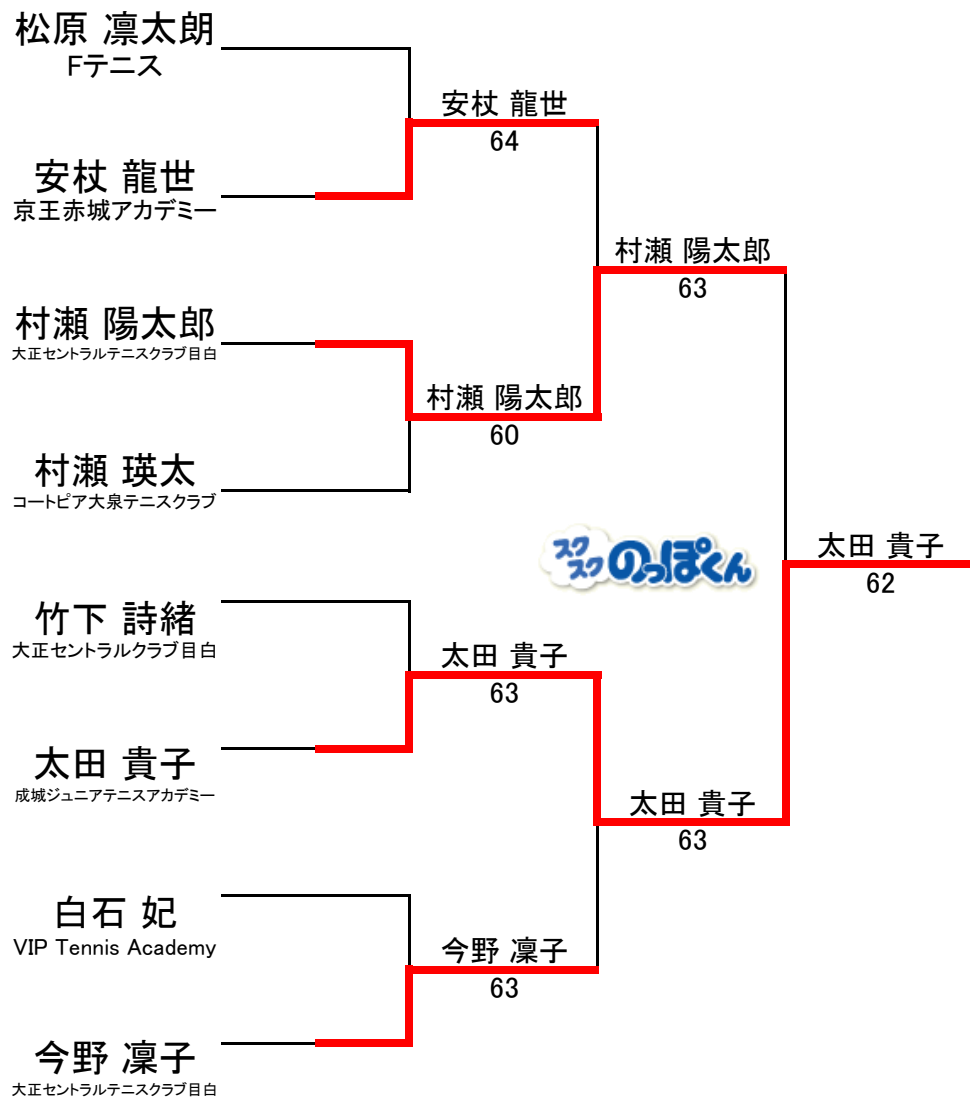 松原 凛太朗
Fテニス
安杖 龍世
64
安杖 龍世
京王赤城アカデミー
村瀬 陽太郎
63
村瀬 陽太郎
大正セントラルテニスクラブ目白
村瀬 陽太郎
60
村瀬 瑛太
コートピア大泉テニスクラブ
スクスクのっぽくん
太田 貴子
62
竹下 詩緒
大正セントラルクラブ目白
太田 貴子
63
太田 貴子
成城ジュニアテニスアカデミー
太田 貴子
63
白石 妃
VIP Tennis Academy
今野 凜子
63
今野 凜子
大正セントラルテニスクラブ目白